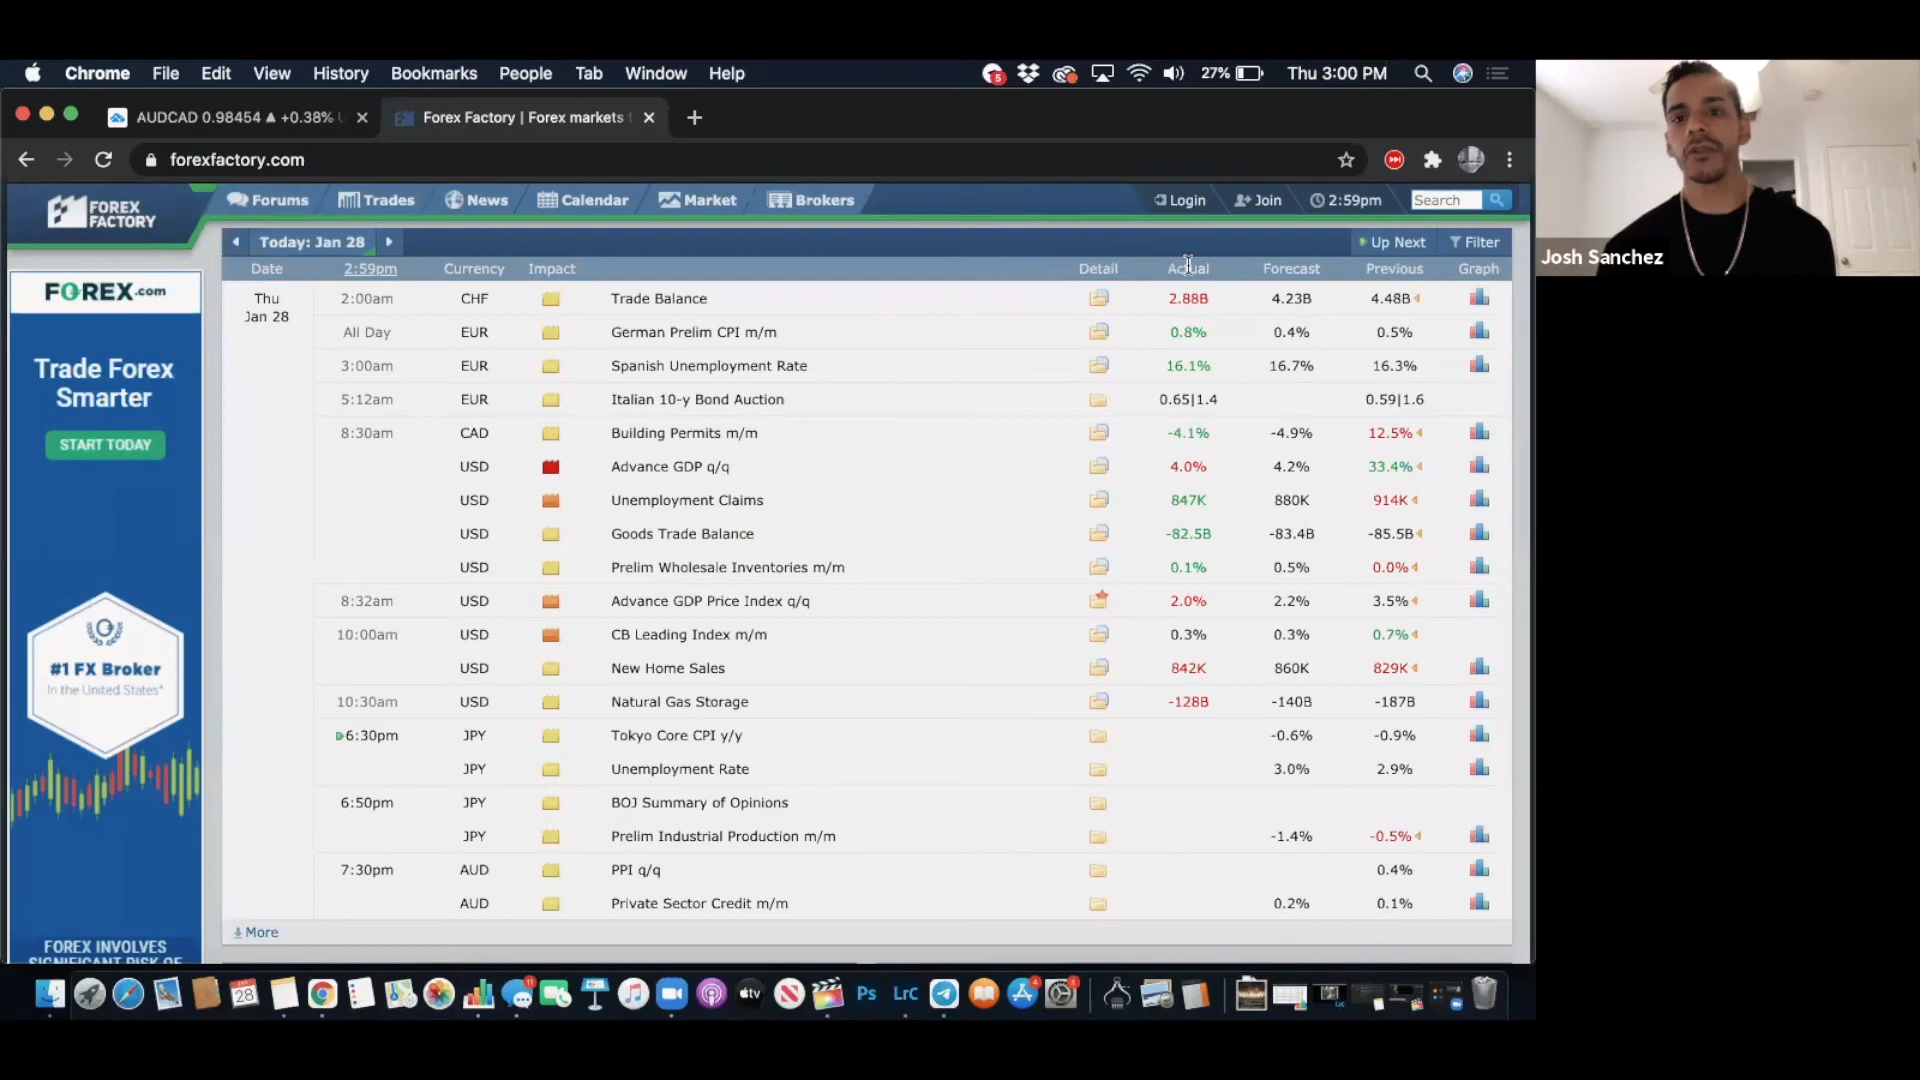 Chrome File Edit View History Bookmarks People Tab Window Help 5 27% Thu 3:00 PM
AUDCAD 0.98454 ▲ +0.38% Forex Factory | Forex markets
forexfactory.com
FOREX FACTORY Forums Trades News Calendar Market Brokers Login Join 2:59pm Search
Today: Jan 28 Up Next Filter
Date 2:59pm Currency Impact Detail Actual Forecast Previous Graph
Thu Jan 28 2:00am CHF Trade Balance 2.88B 4.23B 4.48B
All Day EUR German Prelim CPI m/m 0.8% 0.4% 0.5%
3:00am EUR Spanish Unemployment Rate 16.1% 16.7% 16.3%
5:12am EUR Italian 10-y Bond Auction 0.65|1.4 0.59|1.6
8:30am CAD Building Permits m/m -4.1% -4.9% 12.5%
USD Advance GDP q/q 4.0% 4.2% 33.4%
USD Unemployment Claims 847K 880K 914K
USD Goods Trade Balance -82.5B -83.4B -85.5B
USD Prelim Wholesale Inventories m/m 0.1% 0.5% 0.0%
8:32am USD Advance GDP Price Index q/q 2.0% 2.2% 3.5%
10:00am USD CB Leading Index m/m 0.3% 0.3% 0.7%
USD New Home Sales 842K 860K 829K
10:30am USD Natural Gas Storage -128B -140B -187B
6:30pm JPY Tokyo Core CPI y/y -0.6% -0.9%
JPY Unemployment Rate 3.0% 2.9%
6:50pm JPY BOJ Summary of Opinions
JPY Prelim Industrial Production m/m -1.4% -0.5%
7:30pm AUD PPI q/q 0.4%
AUD Private Sector Credit m/m 0.2% 0.1%
More
FOREX.com
Trade Forex
Smarter
START TODAY
#1 FX Broker
In the United States*
FOREX INVOLVES
SIGNIFICANT RISK OF
Josh Sanchez
28 11 tv Ps LrC 4 1